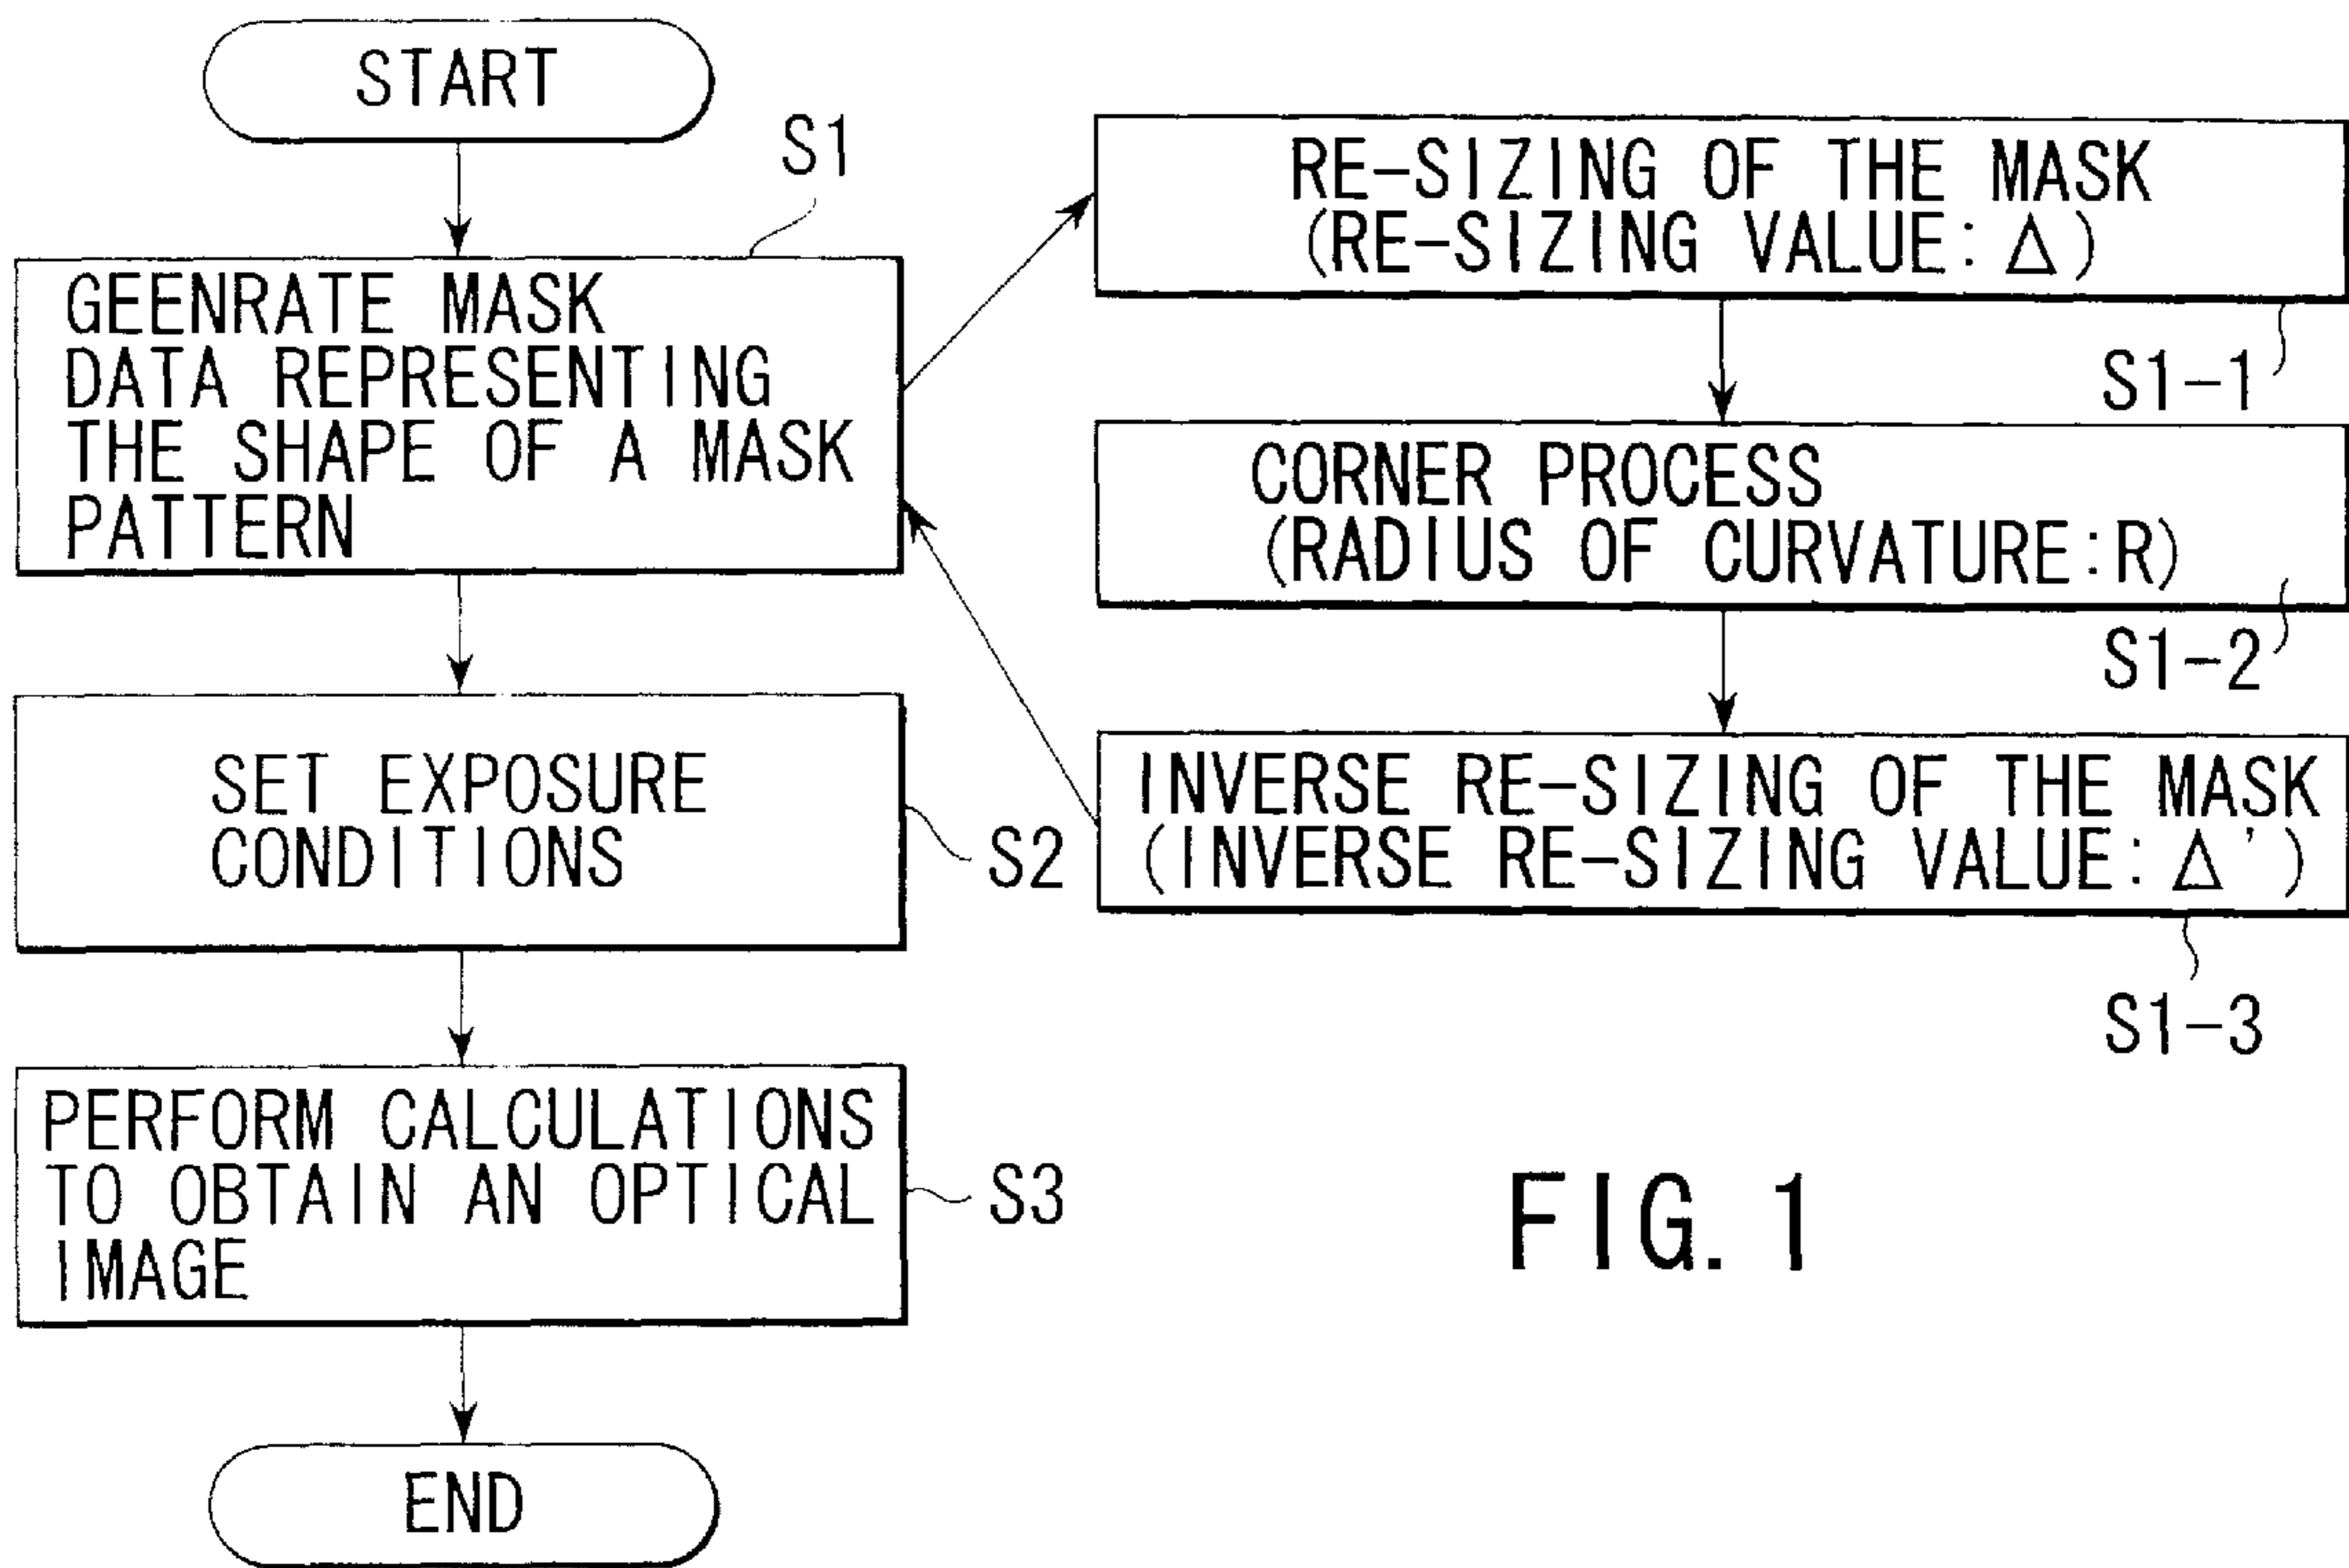 START
S1
GEENRATE MASK
DATA REPRESENTING
THE SHAPE OF A MASK
PATTERN
SET EXPOSURE
CONDITIONS
S2
PERFORM CALCULATIONS
TO OBTAIN AN OPTICAL
IMAGE
S3
END
RE-SIZING OF THE MASK
(RE-SIZING VALUE: Δ)
S1-1
CORNER PROCESS
(RADIUS OF CURVATURE:R)
S1-2
INVERSE RE-SIZING OF THE MASK
(INVERSE RE-SIZING VALUE: Δ')
S1-3
FIG. 1